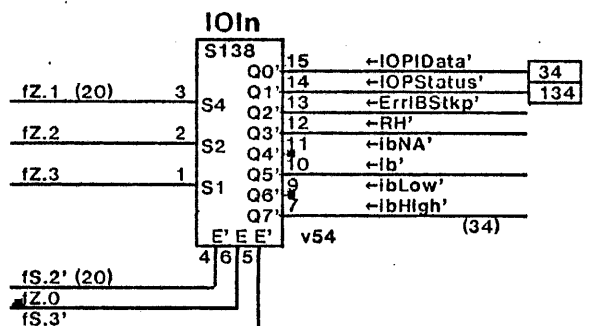 IOIn
S138
15 ←IOPIData' 34
Q0'
14 ←IOPStatus' 134
fZ.1 (20) 3 S4 Q1'
13 ←ErrIBStkp'
Q2'
12 ←RH'
fZ.2 2 S2 Q3'
11 ←ibNA'
Q4'
10 ←ib'
fZ.3 1 S1 Q5'
9 ←ibLow'
Q6'
7 ←ibHigh'
Q7'
(34)
E' E E' v54
4 6 5
fS.2' (20)
fZ.0
fS.3'